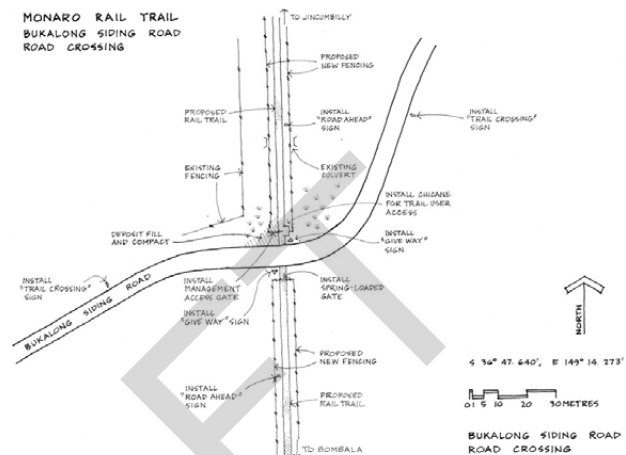 MONARO RAIL TRAIL
BUKALONG SIDING ROAD
ROAD CROSSING
TO JINCUMBILLY
PROPOSED
NEW FENCING
PROPOSED
RAIL TRAIL
INSTALL
"ROAD AHEAD"
SIGN
INSTALL
"TRAIL CROSSING"
SIGN
EXISTING
FENCING
EXISTING
CULVERT
INSTALL CHICANE
FOR TRAIL USER
ACCESS
DEPOSIT FILL
AND COMPACT
INSTALL
"GIVE WAY"
SIGN
INSTALL
"TRAIL CROSSING"
SIGN
BUKALONG SIDING ROAD
INSTALL
MANAGEMENT
ACCESS GATE
INSTALL
SPRING-LOADED
GATE
INSTALL
"GIVE WAY" SIGN
NORTH
PROPOSED
NEW FENCING
S 36° 47. 640', E 149° 14. 273'
INSTALL
"ROAD AHEAD"
SIGN
PROPOSED
RAIL TRAIL
0 1 5 10 20 30 METRES
TO BOMBALA
BUKALONG SIDING ROAD
ROAD CROSSING